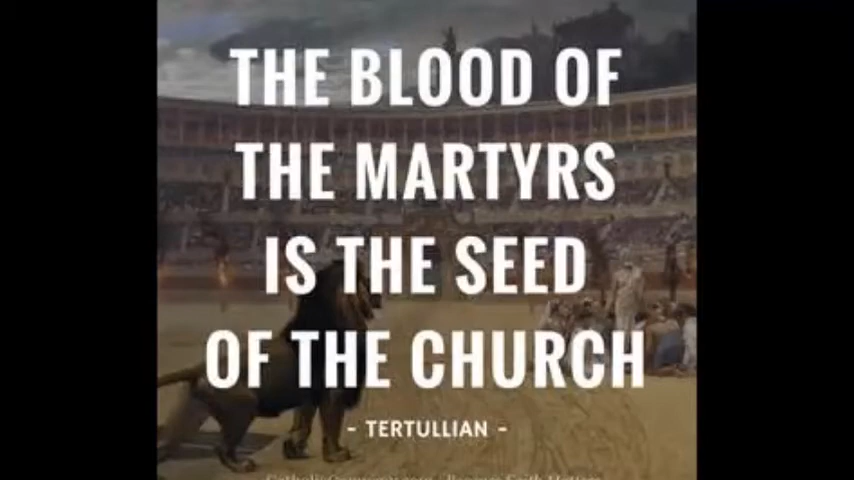 THE BLOOD OF
THE MARTYRS
IS THE SEED
OF THE CHURCH
- TERTULLIAN -